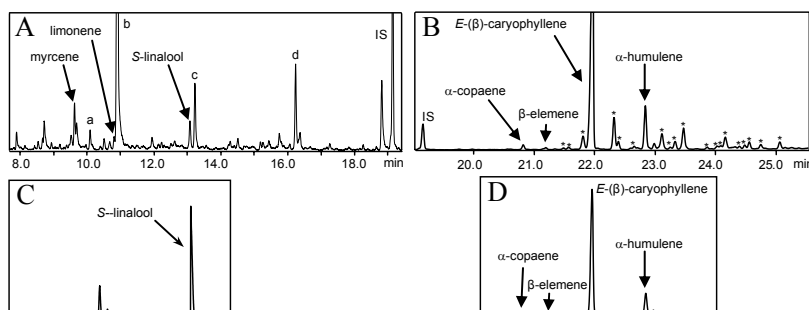 A
b
limonene
myrcene
S-linalool
IS
c
d
a
8.0 10.0 12.0 14.0 16.0 18.0 min
B
E-(β)-caryophyllene
α-humulene
α-copaene
β-elemene
IS
* * * * * * * * * * * * * * * *
20.0 21.0 22.0 23.0 24.0 25.0 min
C
S--linalool
D
E-(β)-caryophyllene
α-copaene
α-humulene
β-elemene